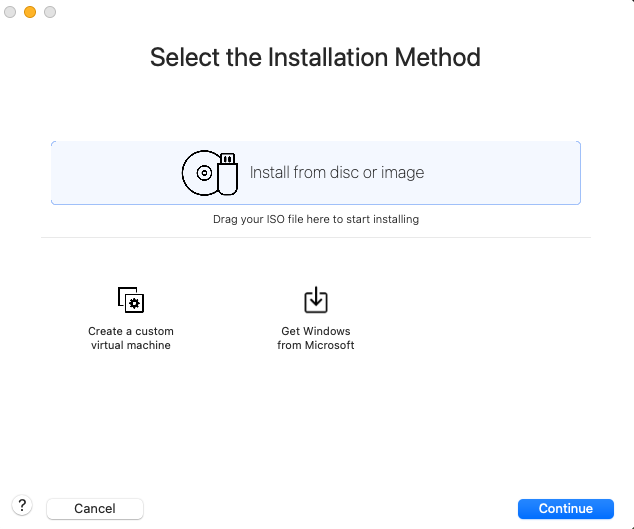 Select the Installation Method
Install from disc or image
Drag your ISO file here to start installing
Create a custom
virtual machine
Get Windows
from Microsoft
?
Cancel
Continue